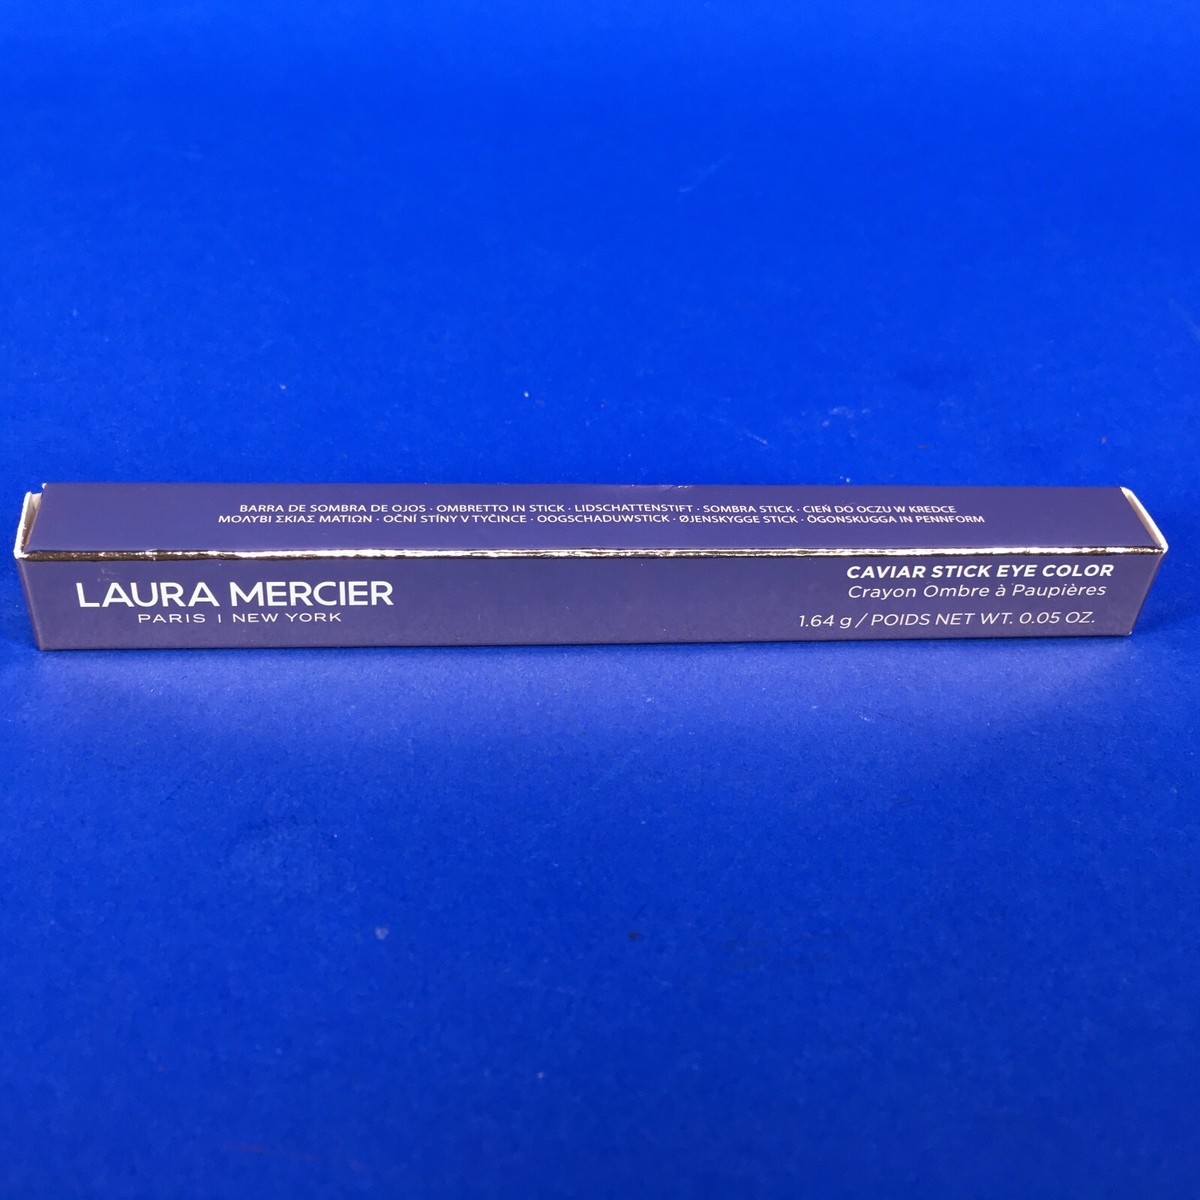 BARRA DE SOMBRA DE OJOS · OMBRETTO IN STICK · LIDSCHATTENSTIFT · SOMBRA STICK · CIEŃ DO OCZU W KREDCE
ΜΟΛΥΒΙ ΣΚΙΑΣ ΜΑΤΙΩΝ · OČNÍ STÍNY V TYČINCE · OOGSCHADUWSTICK · ØJENSKYGGE STICK · ÖGONSKUGGA IN PENNFORM
LAURA MERCIER
PARIS | NEW YORK
CAVIAR STICK EYE COLOR
Crayon Ombre à Paupières
1.64 g / POIDS NET WT. 0.05 OZ.